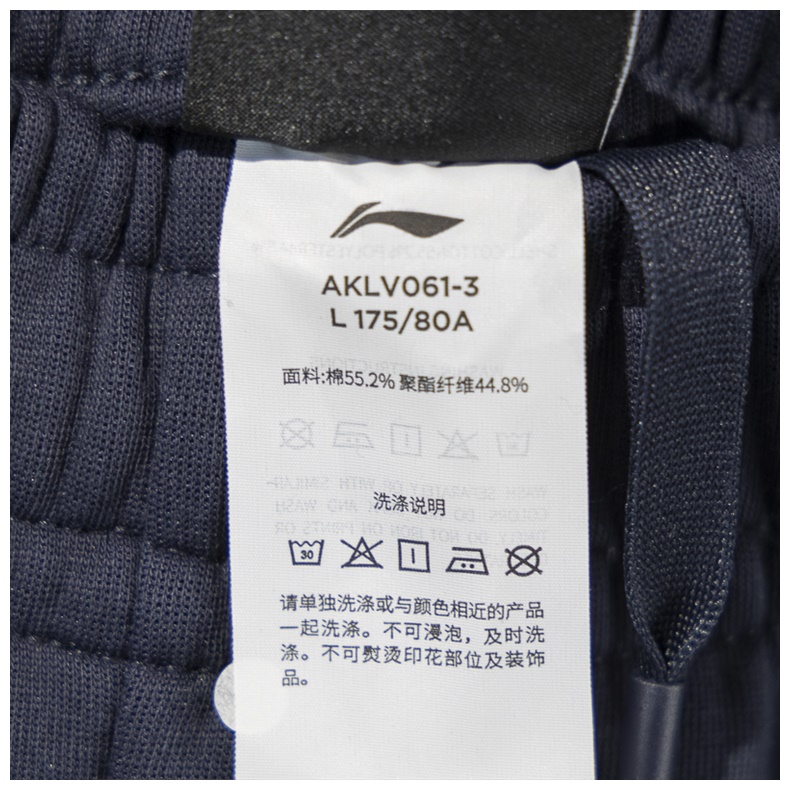 AKLV061-3
L 175/80A
面料:棉55.2% 聚酯纤维44.8%
洗涤说明
30
请单独洗涤或与颜色相近的产品
一起洗涤。不可浸泡，及时洗
涤。不可熨烫印花部位及装饰
品。